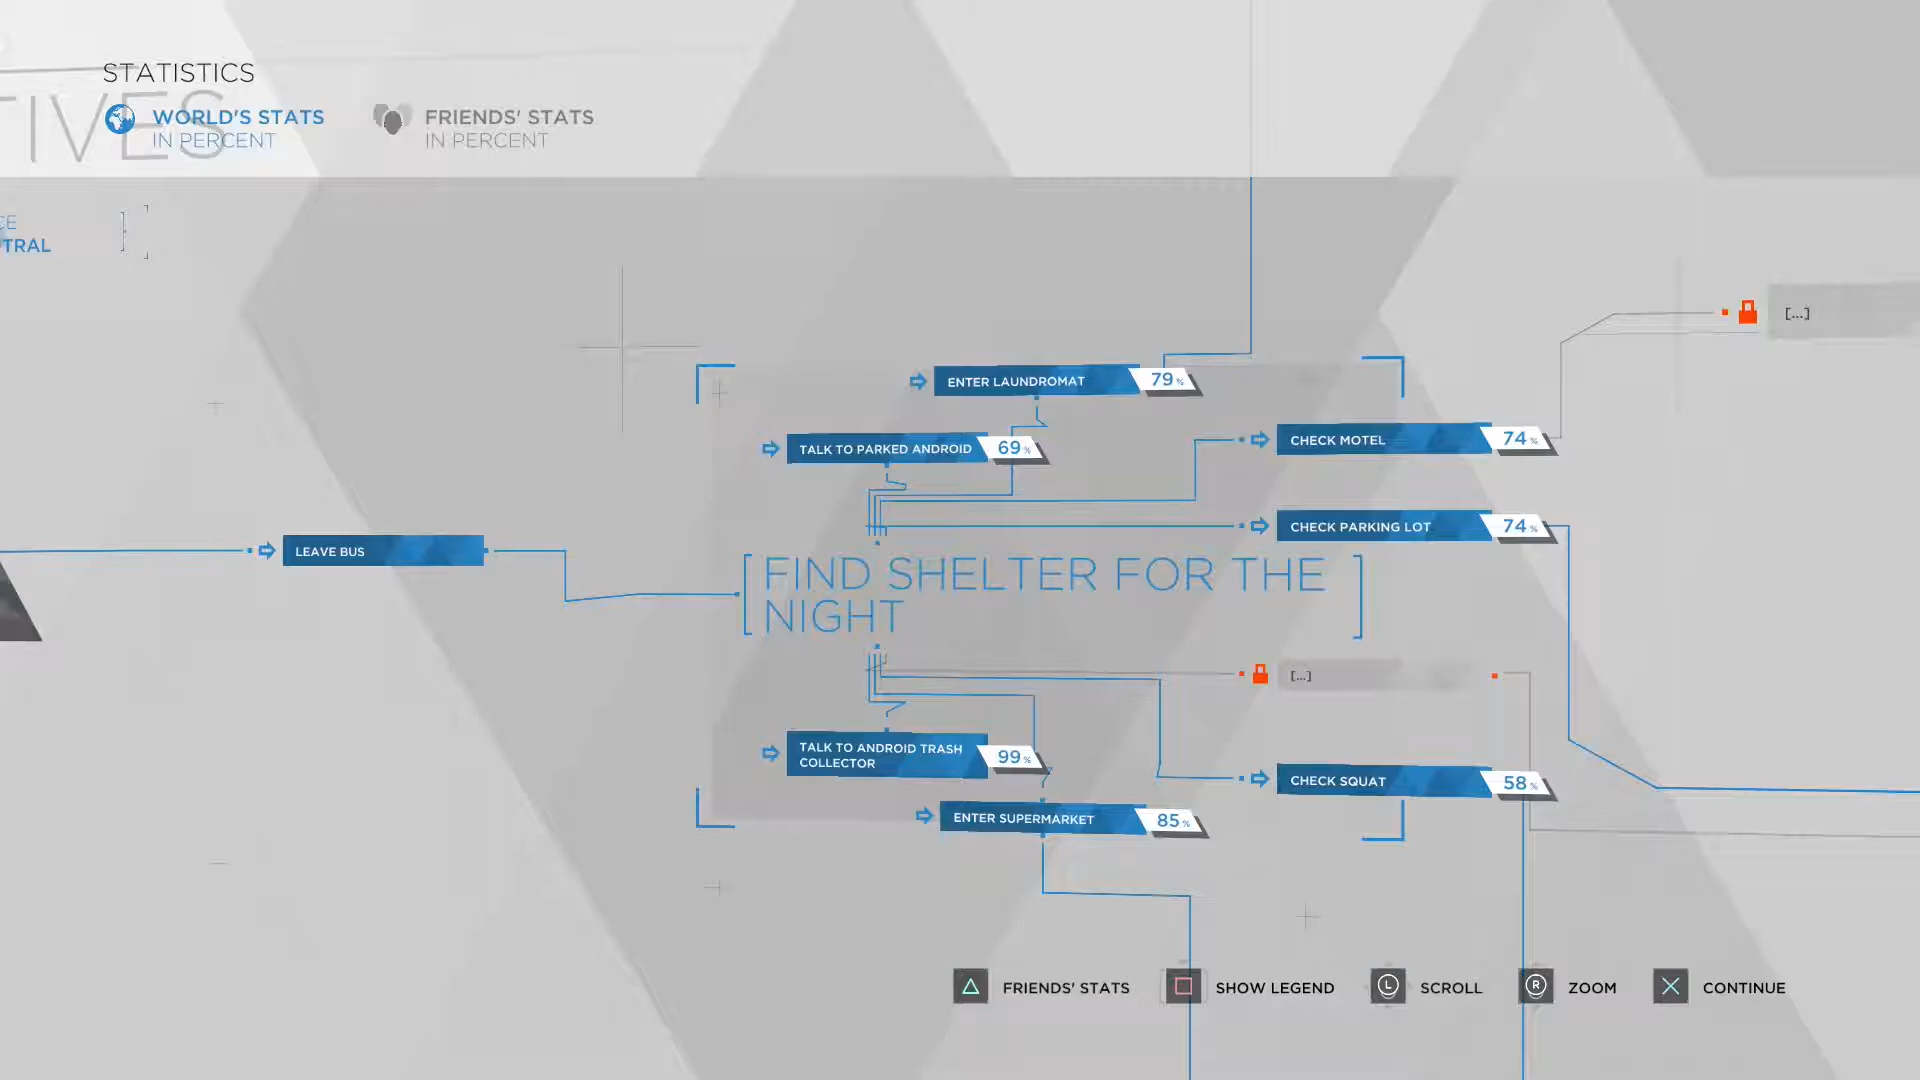 STATISTICS
TIVES
WORLD'S STATS
IN PERCENT
FRIENDS' STATS
IN PERCENT
CE
TRAL
[...]
ENTER LAUNDROMAT 79%
TALK TO PARKED ANDROID 69%
CHECK MOTEL 74%
CHECK PARKING LOT 74%
LEAVE BUS
FIND SHELTER FOR THE
NIGHT
[...]
TALK TO ANDROID TRASH
COLLECTOR 99%
CHECK SQUAT 58%
ENTER SUPERMARKET 85%
FRIENDS' STATS
SHOW LEGEND
L SCROLL
R ZOOM
CONTINUE